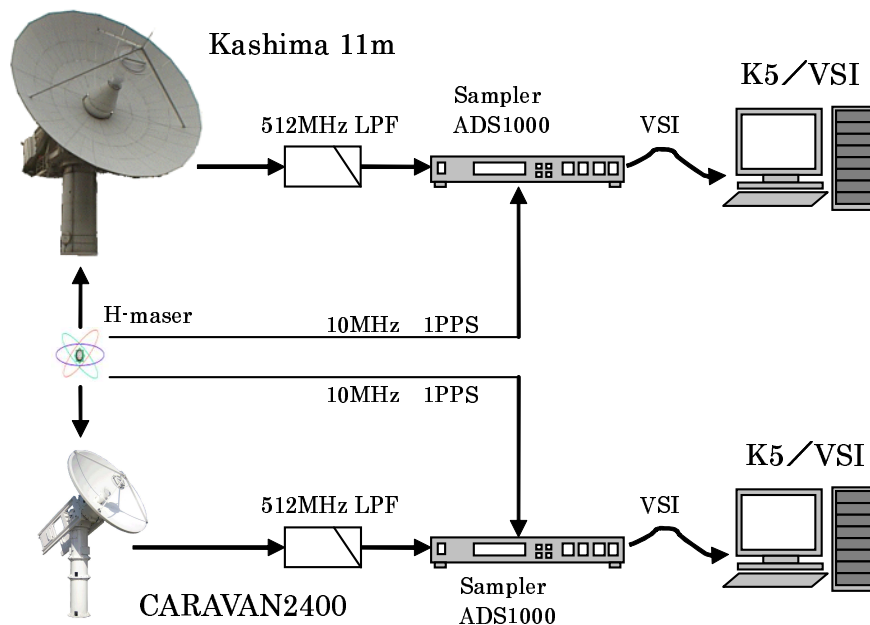 Kashima 11m
K5／VSI
Sampler
ADS1000
512MHz LPF
VSI
H-maser
10MHz 1PPS
10MHz 1PPS
K5／VSI
512MHz LPF
VSI
Sampler
ADS1000
CARAVAN2400